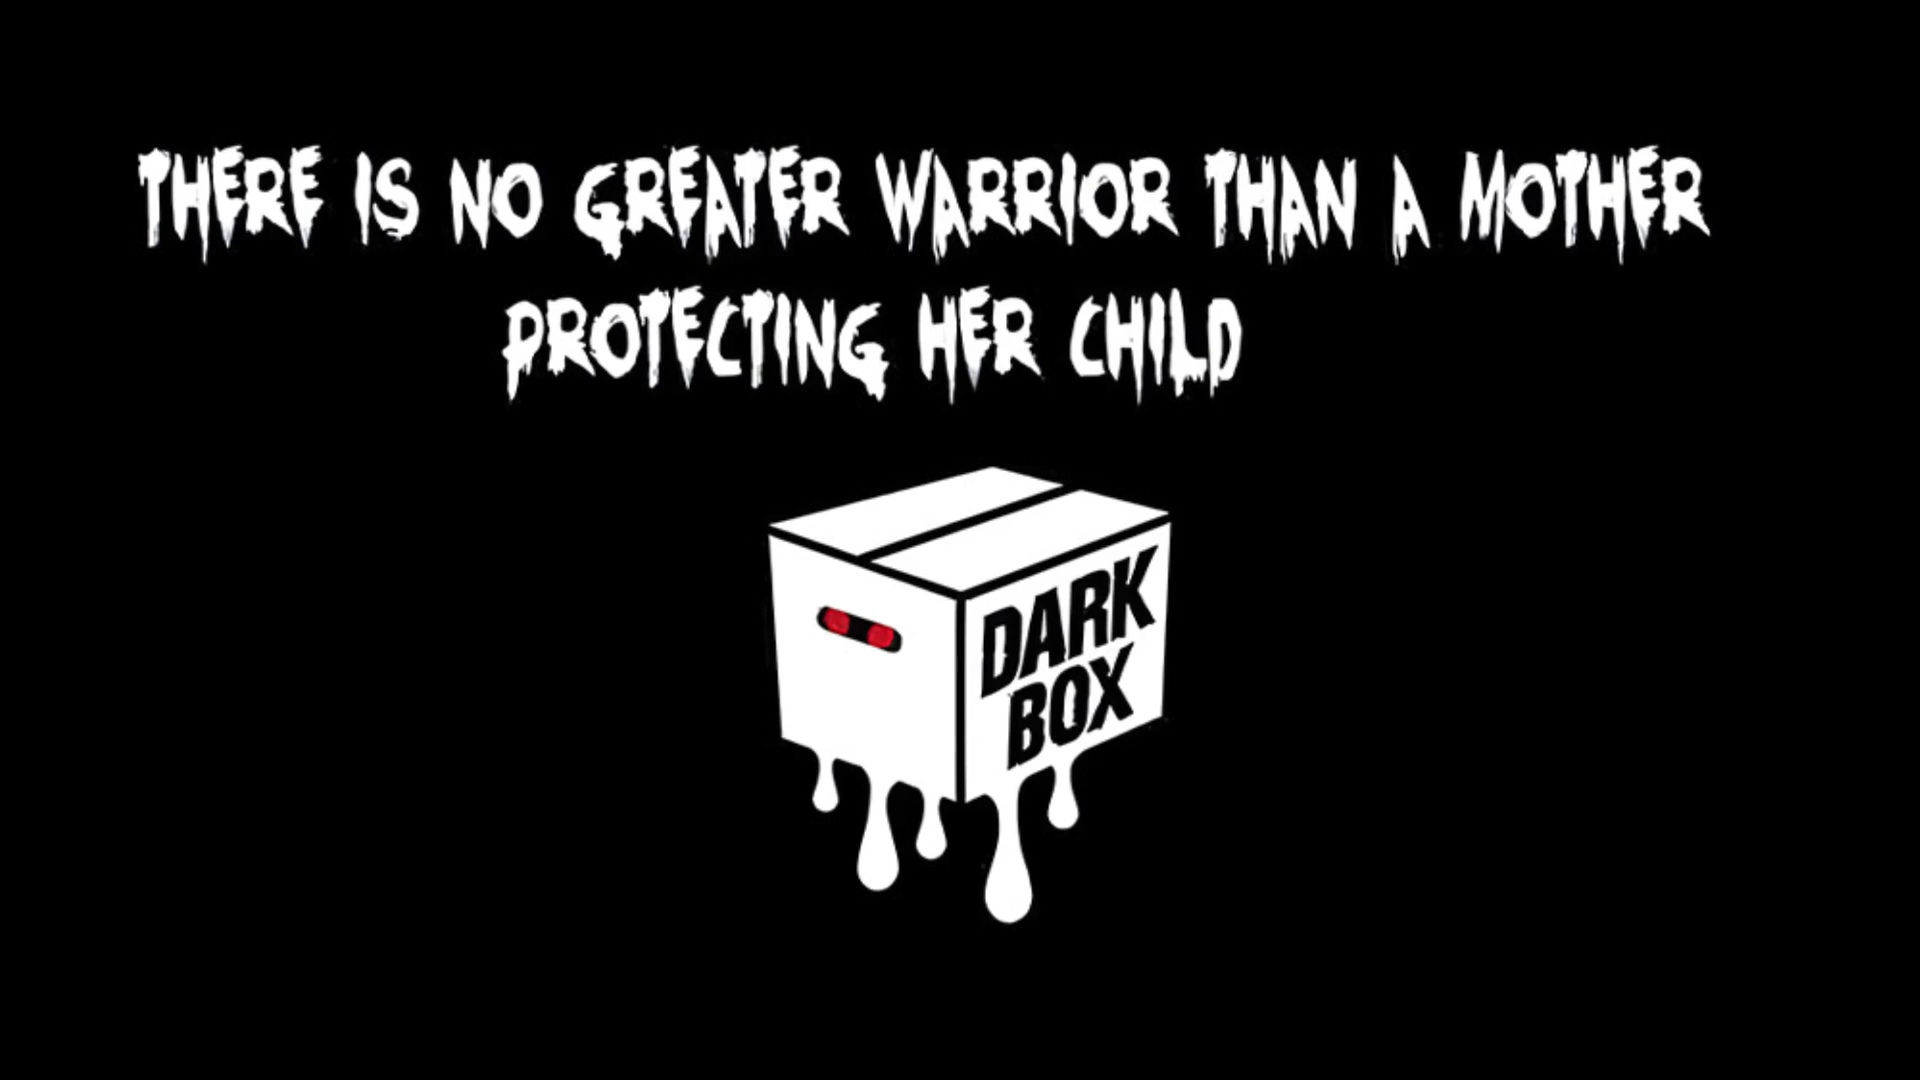 THERE IS NO GREATER WARRIOR THAN A MOTHER
PROTECTING HER CHILD
DARK
BOX